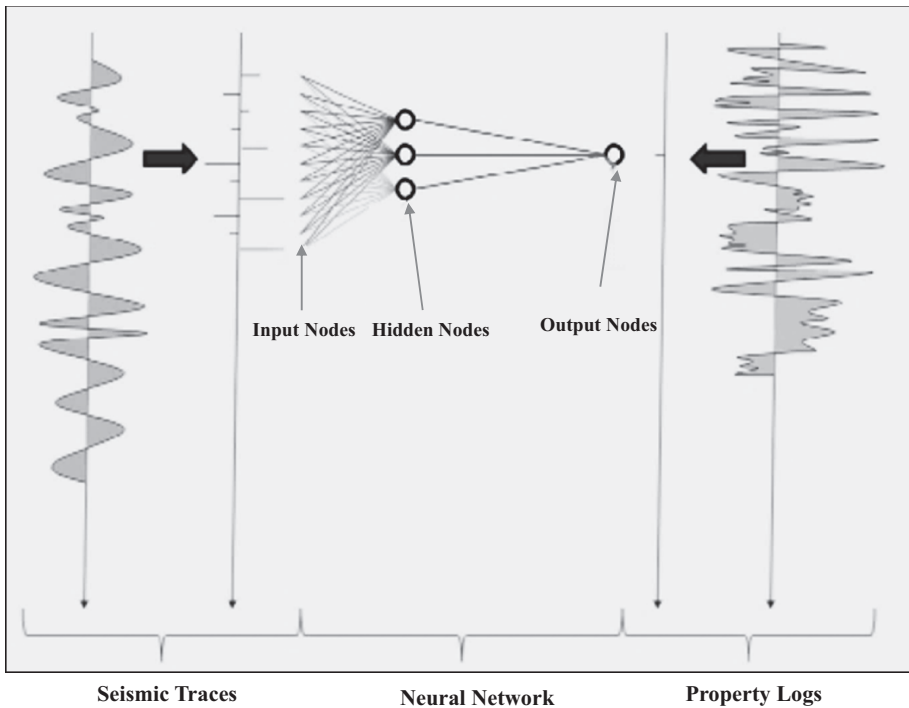 Input Nodes
Hidden Nodes
Output Nodes
Seismic Traces
Neural Network
Property Logs